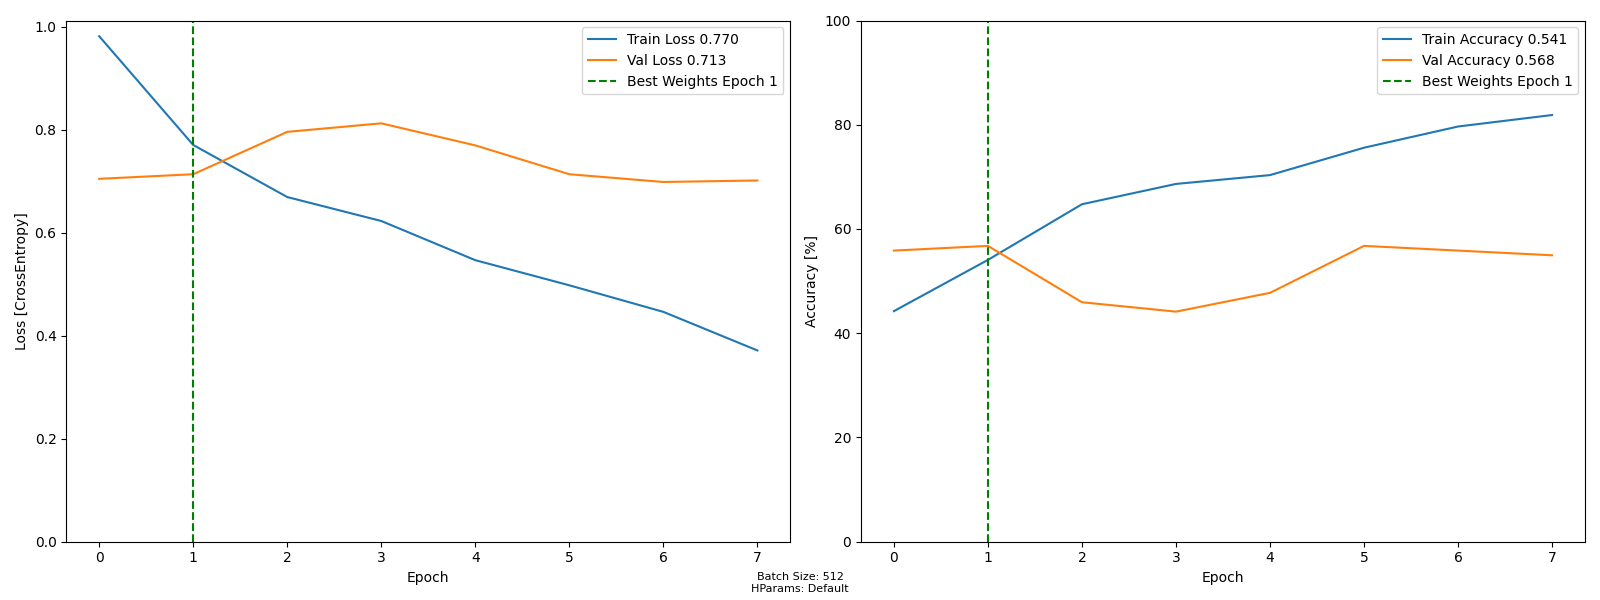 1.0
0.8
0.6
0.4
0.2
0.0
Loss [CrossEntropy]
0 1 2 3 4 5 6 7
Epoch
Train Loss 0.770
Val Loss 0.713
Best Weights Epoch 1
100
80
60
40
20
0
Accuracy [%]
0 1 2 3 4 5 6 7
Epoch
Train Accuracy 0.541
Val Accuracy 0.568
Best Weights Epoch 1
Batch Size: 512
HParams: Default